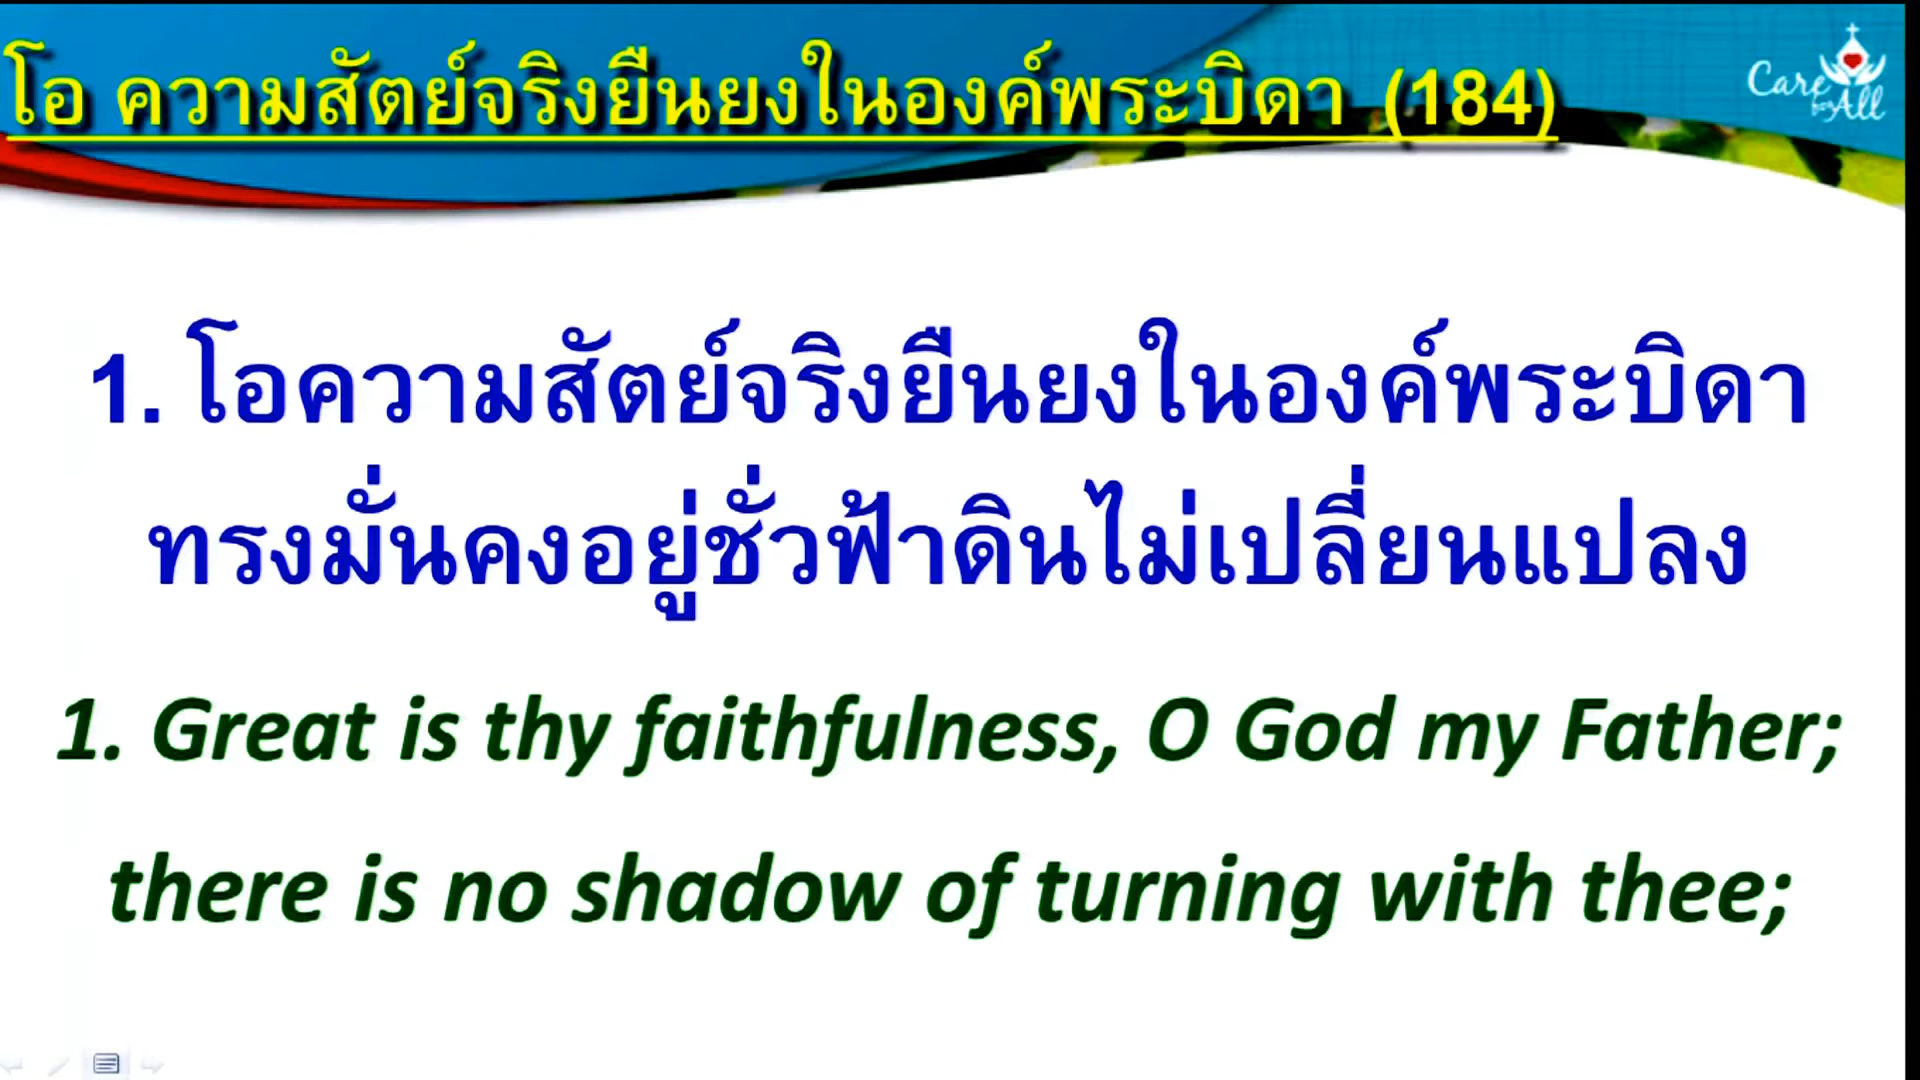 โอ ความสัตย์จริงยืนยงในองค์พระบิดา (184)
Care
for All
1. โอความสัตย์จริงยืนยงในองค์พระบิดา
ทรงมั่นคงอยู่ชั่วฟ้าดินไม่เปลี่ยนแปลง
1. Great is thy faithfulness, O God my Father;
there is no shadow of turning with thee;